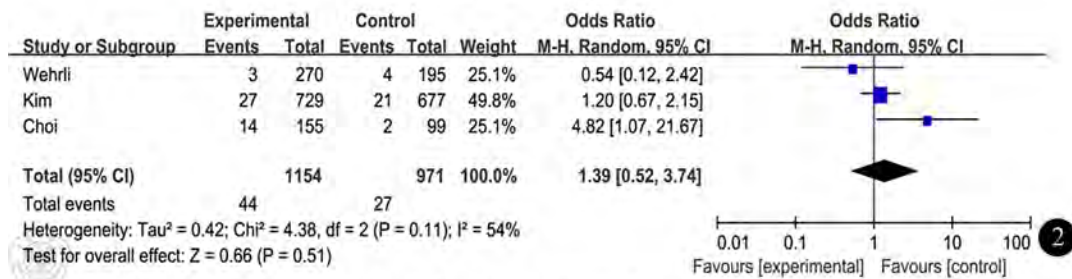 Experimental Control Odds Ratio Odds Ratio
Study or Subgroup Events Total Events Total Weight M-H, Random, 95% CI M-H, Random, 95% CI
Wehrli 3 270 4 195 25.1% 0.54 [0.12, 2.42]
Kim 27 729 21 677 49.8% 1.20 [0.67, 2.15]
Choi 14 155 2 99 25.1% 4.82 [1.07, 21.67]
Total (95% CI) 1154 971 100.0% 1.39 [0.52, 3.74]
Total events 44 27
Heterogeneity: Tau² = 0.42; Chi² = 4.38, df = 2 (P = 0.11); I² = 54%
Test for overall effect: Z = 0.66 (P = 0.51)
0.01 0.1 1 10 100
Favours [experimental] Favours [control]
2